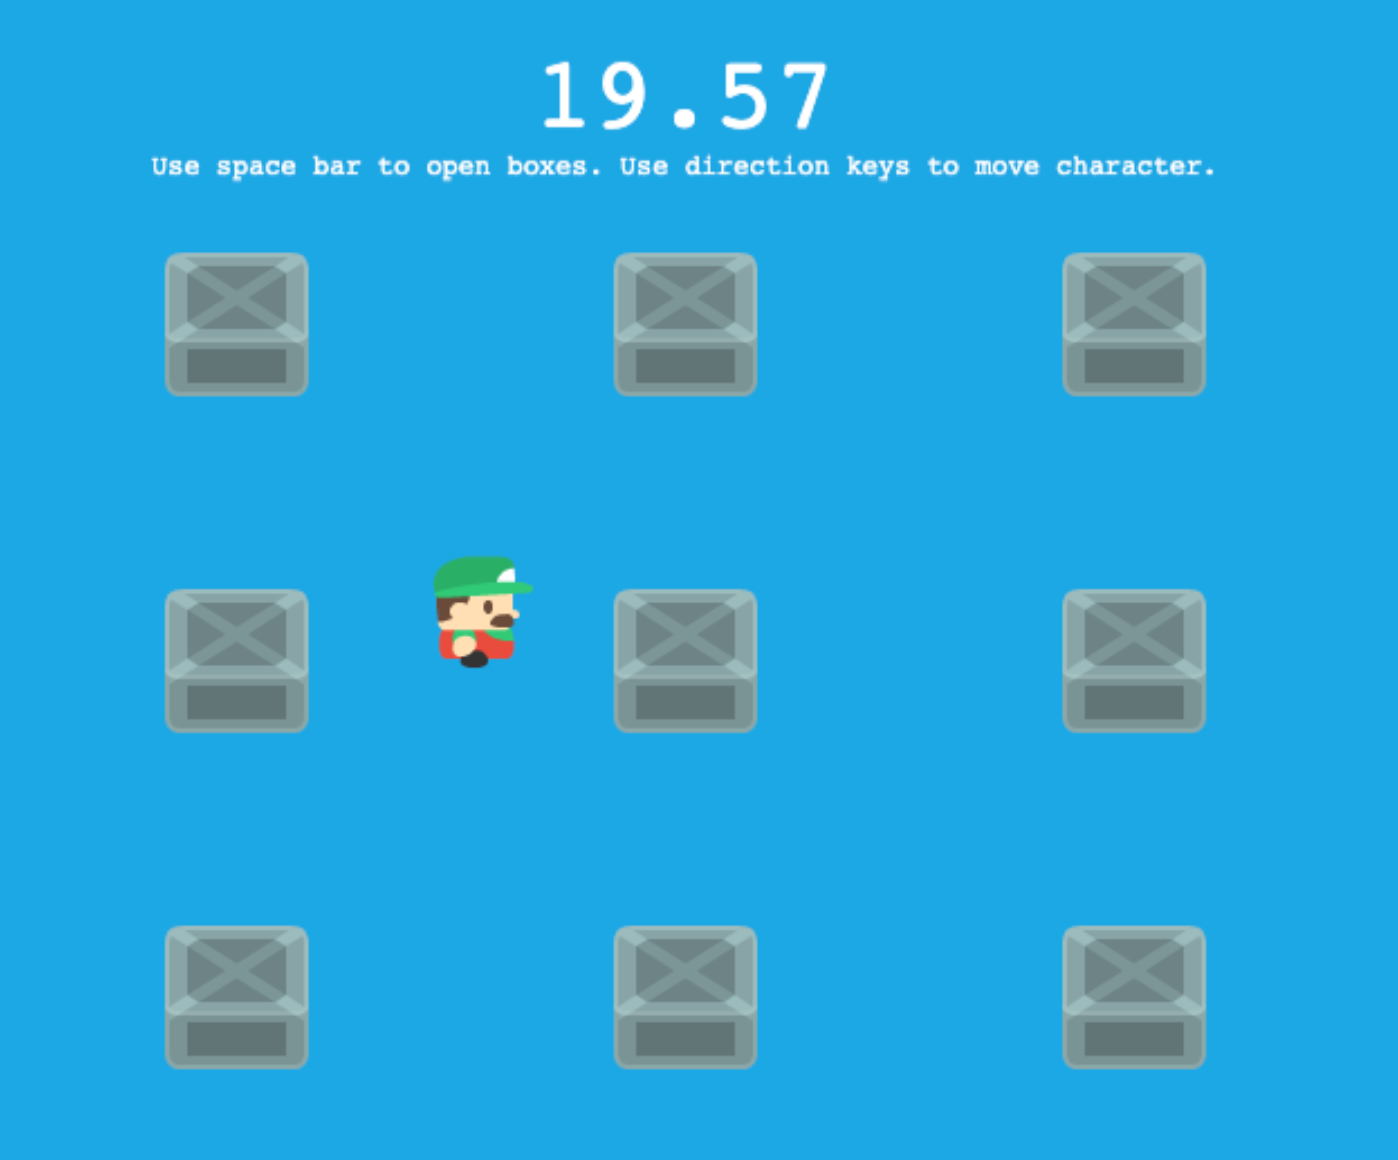 19.57
Use space bar to open boxes. Use direction keys to move character.